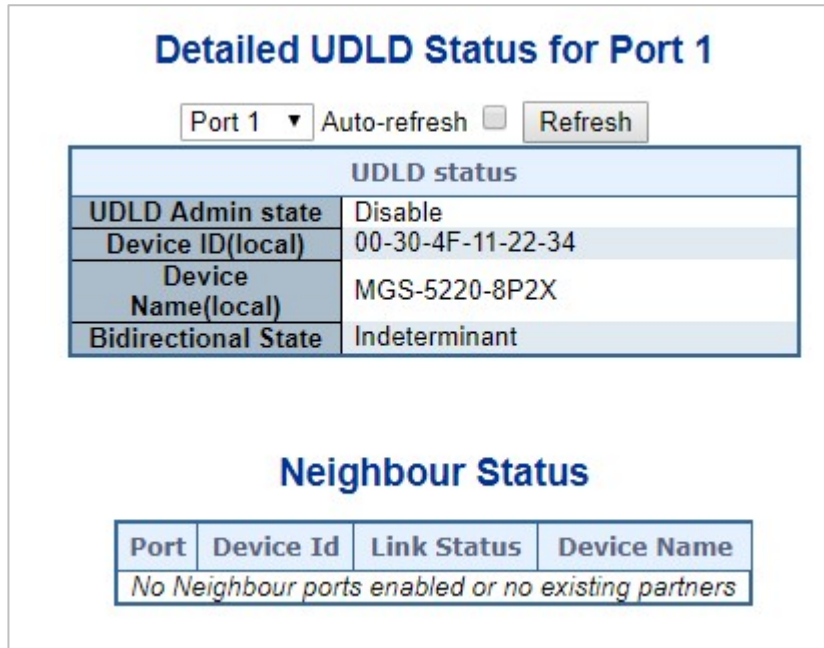 Detailed UDLD Status for Port 1
Port 1 ▼ Auto-refresh Refresh
UDLD status
UDLD Admin state Disable
Device ID(local) 00-30-4F-11-22-34
Device
Name(local) MGS-5220-8P2X
Bidirectional State Indeterminant
Neighbour Status
Port Device Id Link Status Device Name
No Neighbour ports enabled or no existing partners